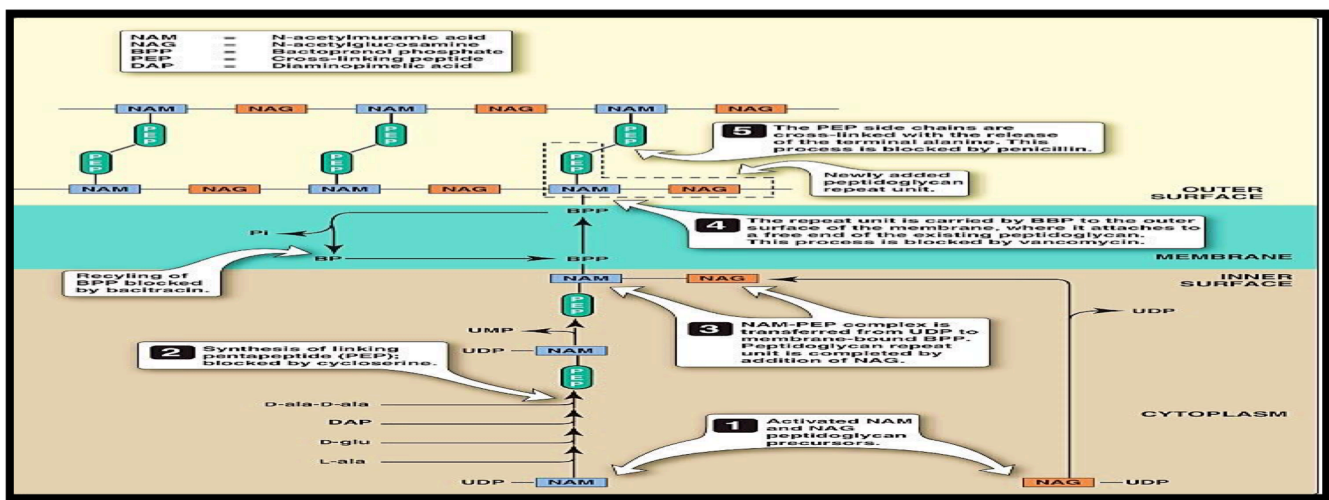 NAM = N-acetylmuramic acid
NAG = N-acetylglucosamine
BPP = Bactoprenol phosphate
PEP = Cross-linking peptide
DAP = Diaminopimelic acid
NAM NAG NAM NAG NAM NAG
PEP PEP PEP
PEP PEP PEP
5 The PEP side chains are
cross-linked with the release
of the terminal alanine. This
process is blocked by penicillin.
Newly added
peptidoglycan
repeat unit.
NAM NAG NAM NAG NAM NAG
OUTER
SURFACE
BPP
4 The repeat unit is carried by BBP to the outer
surface of the membrane, where it attaches to
a free end of the existing peptidoglycan.
This process is blocked by vancomycin.
Pi
BP
BPP
MEMBRANE
Recyling of
BPP blocked
by bacitracin.
NAM NAG
INNER
SURFACE
PEP
UMP
UDP
3 NAM-PEP complex is
transferred from UDP to
membrane-bound BPP.
Peptidoglycan repeat
unit is completed by
addition of NAG.
2 Synthesis of linking
pentapeptide (PEP);
blocked by cycloserine.
UDP NAM
PEP
D-ala-D-ala
DAP
D-glu
L-ala
CYTOPLASM
1 Activated NAM
and NAG
peptidoglycan
precursors.
UDP NAM
NAG UDP